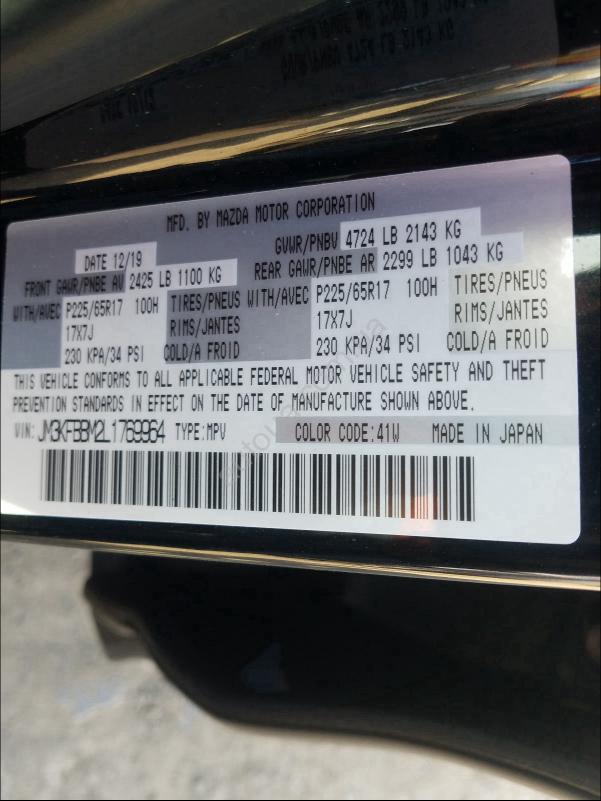 MFD. BY MAZDA MOTOR CORPORATION
DATE 12/19 GVWR/PNBV 4724 LB 2143 KG
FRONT GAWR/PNBE AV 2425 LB 1100 KG REAR GAWR/PNBE AR 2299 LB 1043 KG
WITH/AVEC P225/65R17 100H TIRES/PNEUS WITH/AVEC P225/65R17 100H TIRES/PNEUS
17X7J RIMS/JANTES 17X7J RIMS/JANTES
230 KPA/34 PSI COLD/A FROID 230 KPA/34 PSI COLD/A FROID
THIS VEHICLE CONFORMS TO ALL APPLICABLE FEDERAL MOTOR VEHICLE SAFETY AND THEFT
PREVENTION STANDARDS IN EFFECT ON THE DATE OF MANUFACTURE SHOWN ABOVE.
VIN: JM3KFBBM2L1769964 TYPE:MPV COLOR CODE:41W MADE IN JAPAN